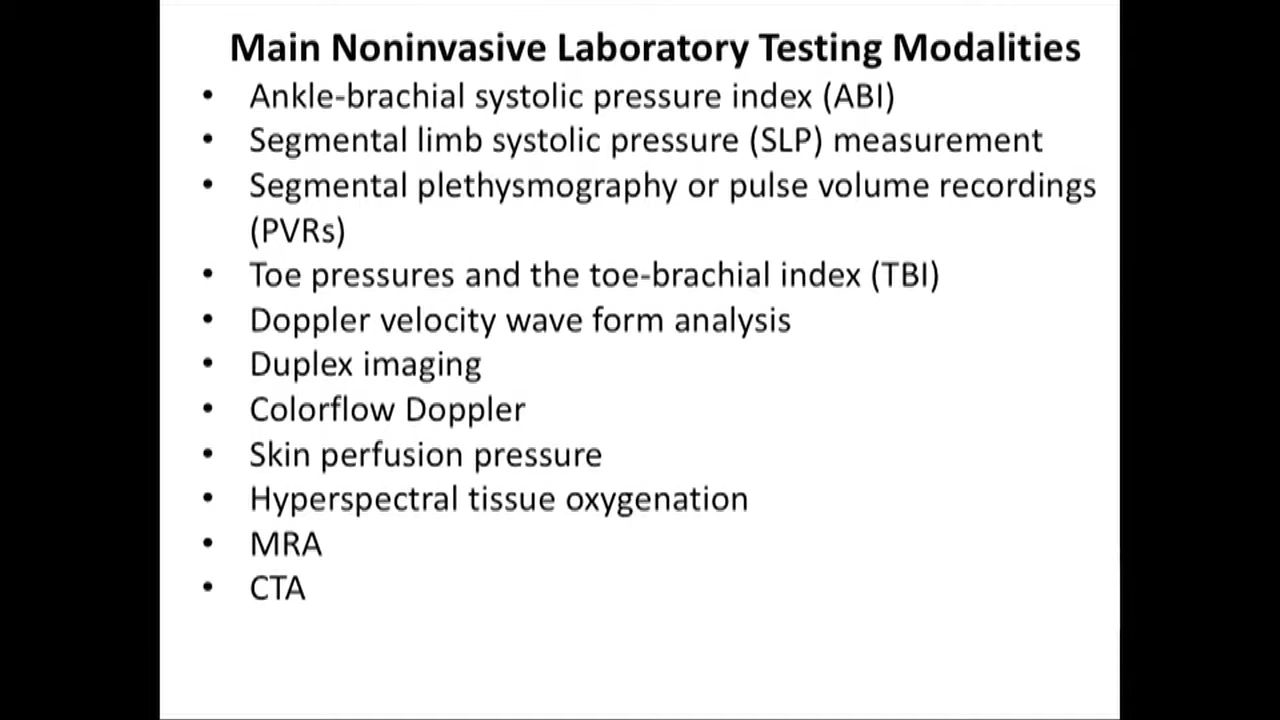 Main Noninvasive Laboratory Testing Modalities
• Ankle-brachial systolic pressure index (ABI)
• Segmental limb systolic pressure (SLP) measurement
• Segmental plethysmography or pulse volume recordings
(PVRs)
• Toe pressures and the toe-brachial index (TBI)
• Doppler velocity wave form analysis
• Duplex imaging
• Colorflow Doppler
• Skin perfusion pressure
• Hyperspectral tissue oxygenation
• MRA
• CTA